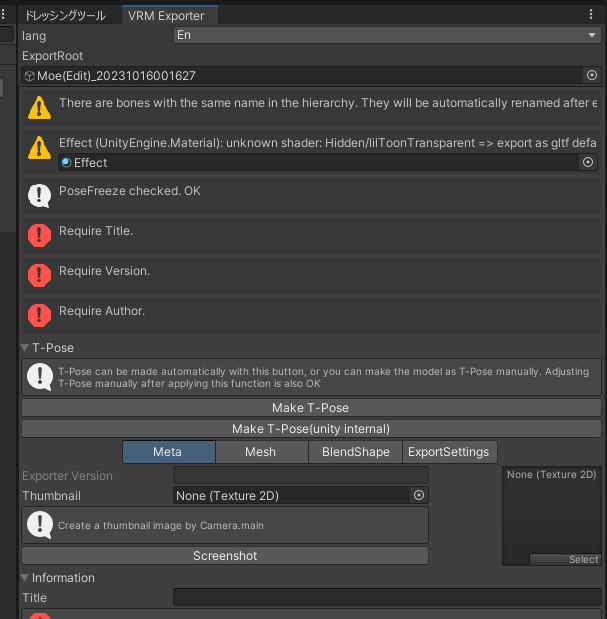 ドレッシングツール VRM Exporter
lang En
ExportRoot
Moe(Edit)_20231016001627
There are bones with the same name in the hierarchy. They will be automatically renamed after e
Effect (UnityEngine.Material): unknown shader: Hidden/lilToonTransparent => export as gltf defa
Effect
PoseFreeze checked. OK
Require Title.
Require Version.
Require Author.
T-Pose
T-Pose can be made automatically with this button, or you can make the model as T-Pose manually. Adjusting
T-Pose manually after applying this function is also OK
Make T-Pose
Make T-Pose(unity internal)
Meta Mesh BlendShape ExportSettings
Exporter Version
Thumbnail None (Texture 2D)
None (Texture 2D)
Create a thumbnail image by Camera.main
Screenshot
Select
Information
Title